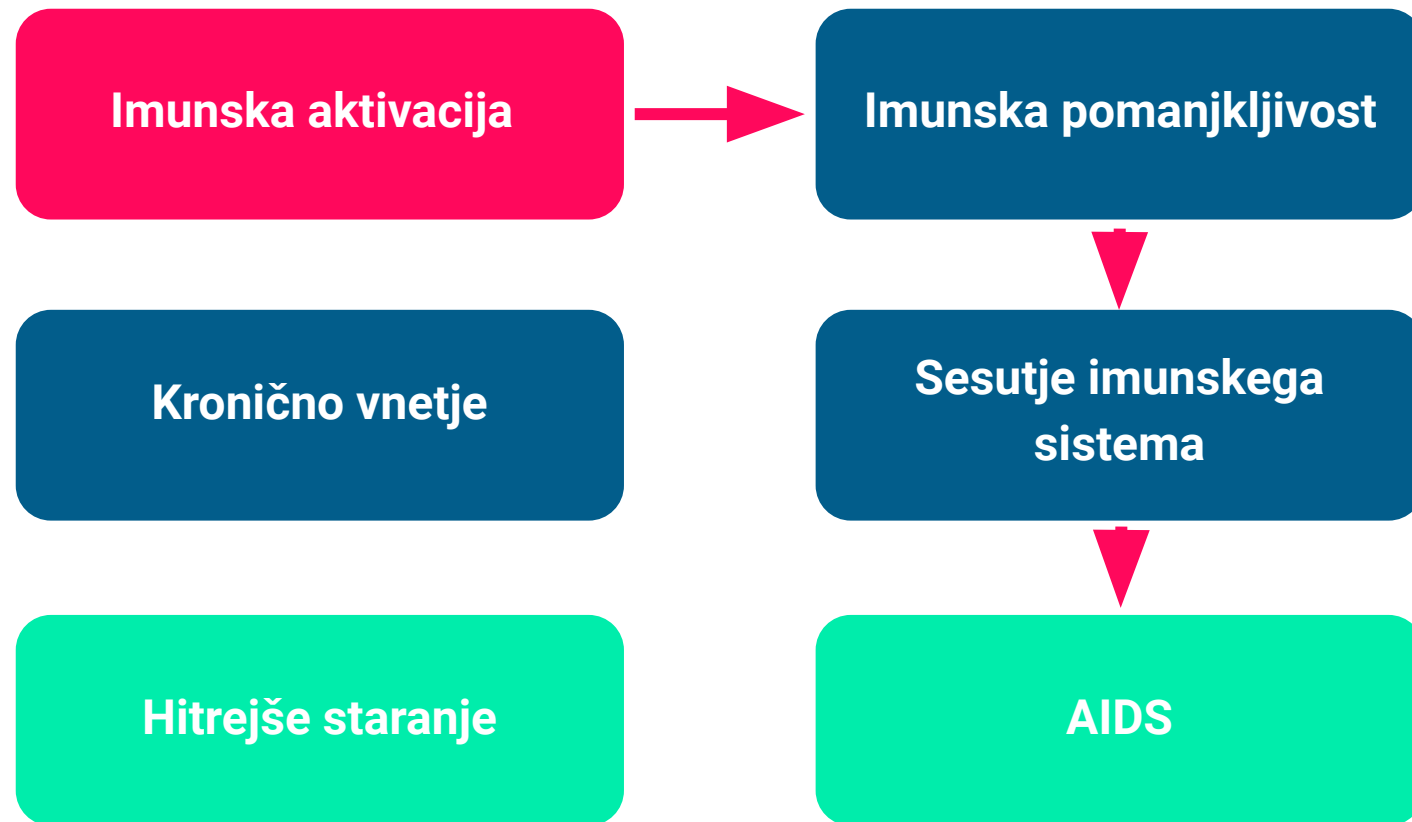 Imunska aktivacija
Imunska pomanjkljivost
Kronično vnetje
Sesutje imunskega
sistema
Hitrejše staranje
AIDS